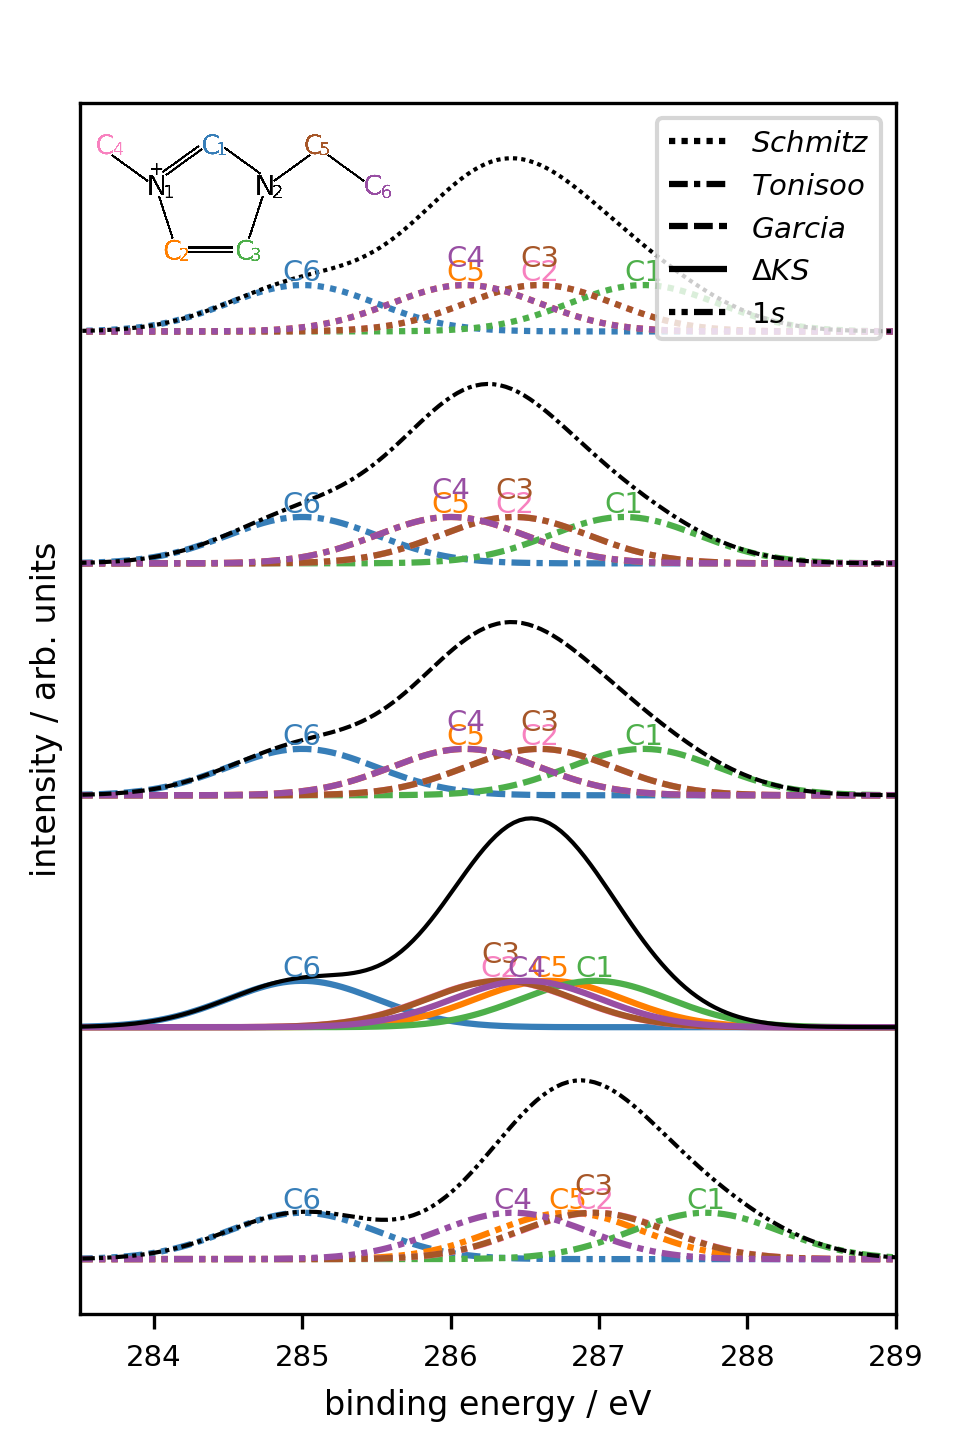 C4 C1 C5
+
N1 N2 C6
C2 C3
Schmitz
Tonisoo
Garcia
ΔKS
1s
C4 C3
C6 C5 C2 C1
C4 C3
C6 C5 C2 C1
C4 C3
C6 C5 C2 C1
C3
C6 C2 C4 C5 C1
C3
C6 C4 C5 C2 C1
intensity / arb. units
284 285 286 287 288 289
binding energy / eV